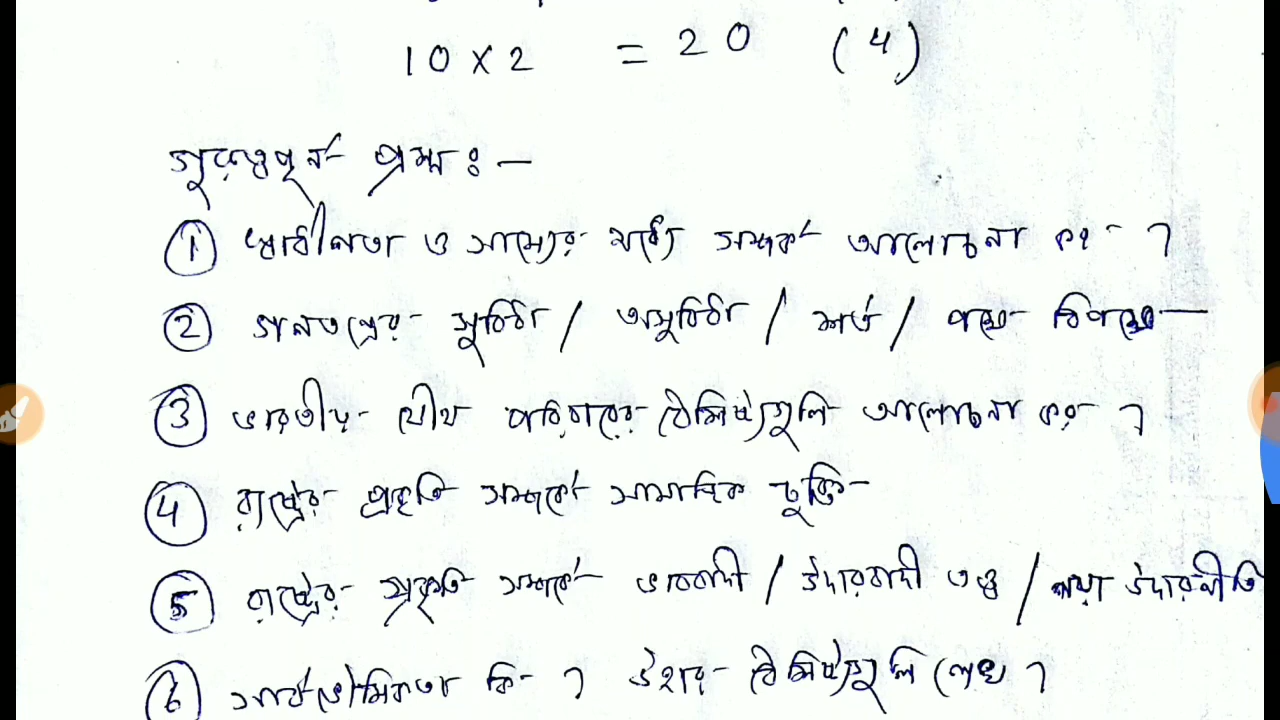 10 x 2 = 20 (4)
গুরুত্বপূর্ন প্রশ্ন ঃ —
① স্বাধীনতা ও সাম্যের মধ্যে সম্পর্ক আলোচনা কর ?
② গনতন্ত্রের সুবিধা / অসুবিধা / শর্ত / পক্ষে বিপক্ষে —
③ ভারতীয় যৌথ পরিবারের বৈশিষ্ট্যগুলি আলোচনা কর ?
④ রাষ্ট্রের প্রকৃতি সম্পর্কে সামাজিক চুক্তি
⑤ রাষ্ট্রের প্রকৃতি সম্পর্কে ভাববাদী / উদারবাদী তত্ত্ব / নয়া উদারনীতি
⑥ সার্বভৌমিকতা কি ? উহার বৈশিষ্ট্যগুলি লেখ ?